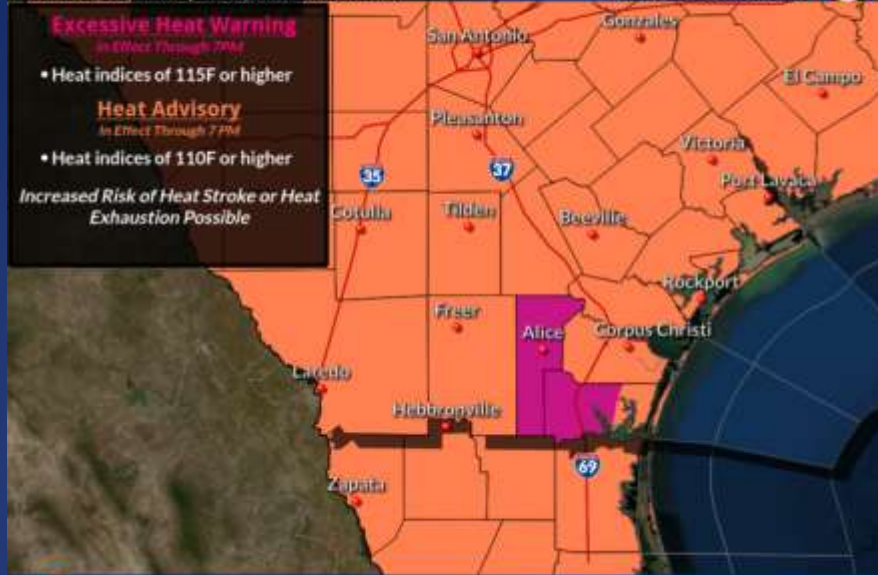 Excessive Heat Warning
In Effect Through 7PM
• Heat indices of 115F or higher
Heat Advisory
In Effect Through 7 PM
• Heat indices of 110F or higher
Increased Risk of Heat Stroke or Heat
Exhaustion Possible
Gonzales
San Antonio
El Campo
Pleasanton
Victoria
35
37
Port Lavaca
Cotulla
Tilden
Beeville
Rockport
Freer
Alice
Corpus Christi
Laredo
Hebbronville
69
Zapata